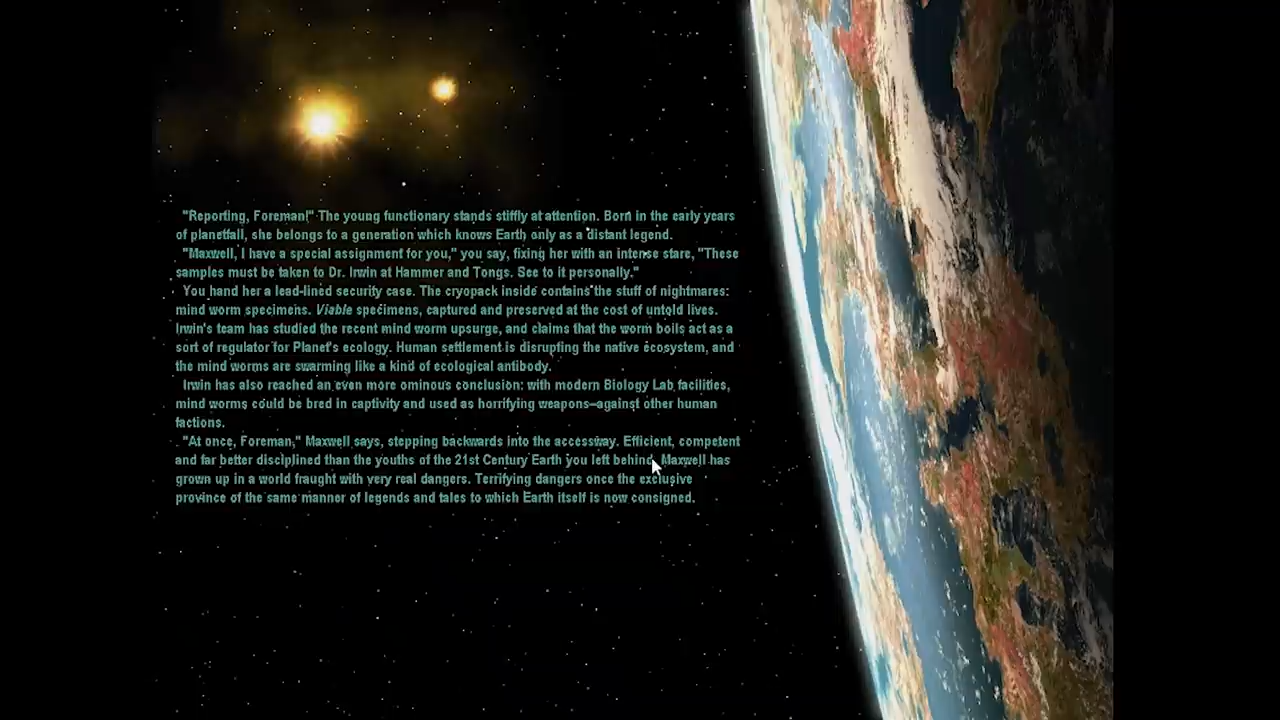 "Reporting, Foreman!" The young functionary stands stiffly at attention. Born in the early years
of planetfall, she belongs to a generation which knows Earth only as a distant legend.
"Maxwell, I have a special assignment for you," you say, fixing her with an intense stare, "These
samples must be taken to Dr. Irwin at Hammer and Tongs. See to it personally."
You hand her a lead-lined security case. The cryopack inside contains the stuff of nightmares:
mind worm specimens. Viable specimens, captured and preserved at the cost of untold lives.
Irwin's team has studied the recent mind worm upsurge, and claims that the worm boils act as a
sort of regulator for Planet's ecology. Human settlement is disrupting the native ecosystem, and
the mind worms are swarming like a kind of ecological antibody.
Irwin has also reached an even more ominous conclusion: with modern Biology Lab facilities,
mind worms could be bred in captivity and used as horrifying weapons—against other human
factions.
"At once, Foreman," Maxwell says, stepping backwards into the accessway. Efficient, competent
and far better disciplined than the youths of the 21st Century Earth you left behind, Maxwell has
grown up in a world fraught with very real dangers. Terrifying dangers once the exclusive
province of the same manner of legends and tales to which Earth itself is now consigned.